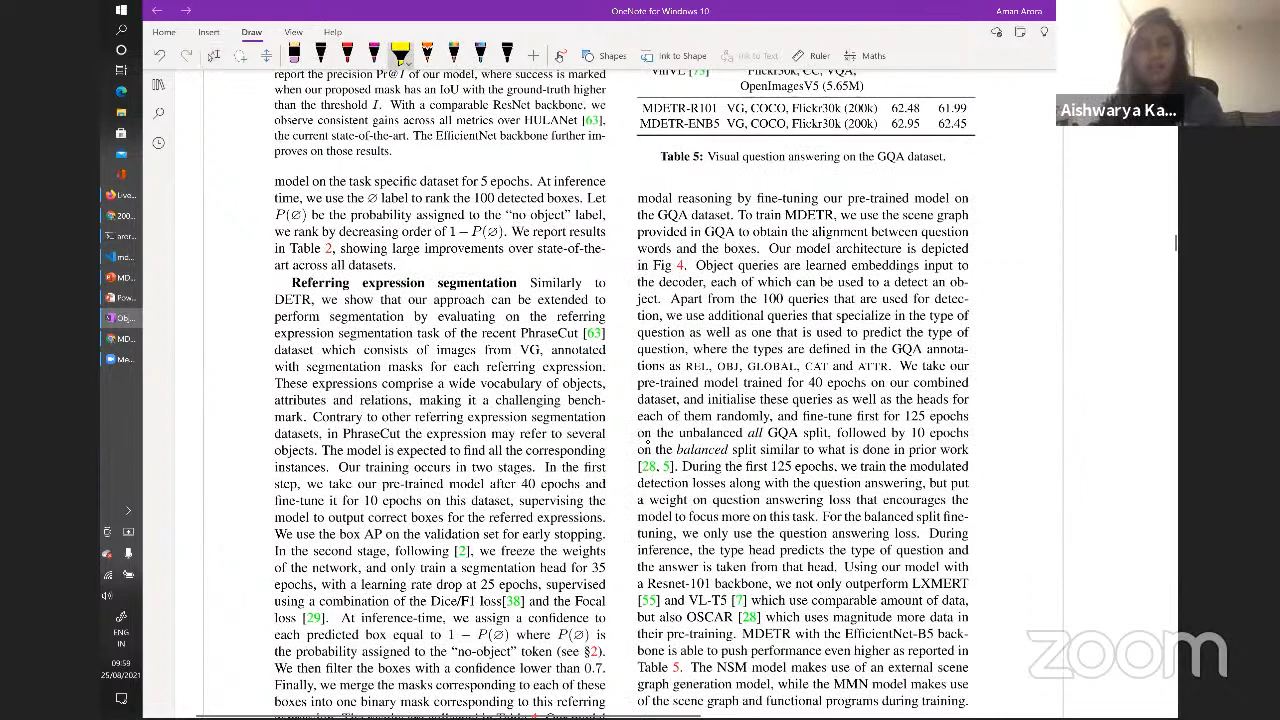 OneNote for Windows 10
Aman Arora
Home
Insert
Draw
View
Help
Shapes
Ink to Shape
Ink to Text
Ruler
Maths
Live...
200...
arxr...
md...
MD...
Pow...
Obj...
MD...
Me...
ENG
IN
09:59
25/08/2021
report the precision Pr@I of our model, where success is marked
when our proposed mask has an IoU with the ground-truth higher
than the threshold I. With a comparable ResNet backbone, we
observe consistent gains across all metrics over HULANet [63],
the current state-of-the-art. The EfficientNet backbone further im-
proves on those results.
model on the task specific dataset for 5 epochs. At inference
time, we use the ∅ label to rank the 100 detected boxes. Let
P(∅) be the probability assigned to the "no object" label,
we rank by decreasing order of 1 − P(∅). We report results
in Table 2, showing large improvements over state-of-the-
art across all datasets.
Referring expression segmentation Similarly to
DETR, we show that our approach can be extended to
perform segmentation by evaluating on the referring
expression segmentation task of the recent PhraseCut [63]
dataset which consists of images from VG, annotated
with segmentation masks for each referring expression.
These expressions comprise a wide vocabulary of objects,
attributes and relations, making it a challenging bench-
mark. Contrary to other referring expression segmentation
datasets, in PhraseCut the expression may refer to several
objects. The model is expected to find all the corresponding
instances. Our training occurs in two stages. In the first
step, we take our pre-trained model after 40 epochs and
fine-tune it for 10 epochs on this dataset, supervising the
model to output correct boxes for the referred expressions.
We use the box AP on the validation set for early stopping.
In the second stage, following [2], we freeze the weights
of the network, and only train a segmentation head for 35
epochs, with a learning rate drop at 25 epochs, supervised
using a combination of the Dice/F1 loss[38] and the Focal
loss [29]. At inference-time, we assign a confidence to
each predicted box equal to 1 − P(∅) where P(∅) is
the probability assigned to the "no-object" token (see §2).
We then filter the boxes with a confidence lower than 0.7.
Finally, we merge the masks corresponding to each of these
boxes into one binary mask corresponding to this referring
VinVL [73] Flickr30k, CC, VQA,
OpenImagesV5 (5.65M)
MDETR-R101 VG, COCO, Flickr30k (200k) 62.48 61.99
MDETR-ENB5 VG, COCO, Flickr30k (200k) 62.95 62.45
Table 5: Visual question answering on the GQA dataset.
modal reasoning by fine-tuning our pre-trained model on
the GQA dataset. To train MDETR, we use the scene graph
provided in GQA to obtain the alignment between question
words and the boxes. Our model architecture is depicted
in Fig 4. Object queries are learned embeddings input to
the decoder, each of which can be used to a detect an ob-
ject. Apart from the 100 queries that are used for detec-
tion, we use additional queries that specialize in the type of
question as well as one that is used to predict the type of
question, where the types are defined in the GQA annota-
tions as REL, OBJ, GLOBAL, CAT and ATTR. We take our
pre-trained model trained for 40 epochs on our combined
dataset, and initialise these queries as well as the heads for
each of them randomly, and fine-tune first for 125 epochs
on the unbalanced all GQA split, followed by 10 epochs
on the balanced split similar to what is done in prior work
[28, 5]. During the first 125 epochs, we train the modulated
detection losses along with the question answering, but put
a weight on question answering loss that encourages the
model to focus more on this task. For the balanced split fine-
tuning, we only use the question answering loss. During
inference, the type head predicts the type of question and
the answer is taken from that head. Using our model with
a Resnet-101 backbone, we not only outperform LXMERT
[55] and VL-T5 [7] which use comparable amount of data,
but also OSCAR [28] which uses magnitude more data in
their pre-training. MDETR with the EfficientNet-B5 back-
bone is able to push performance even higher as reported in
Table 5. The NSM model makes use of an external scene
graph generation model, while the MMN model makes use
of the scene graph and functional programs during training.
Aishwarya Ka...
zoom